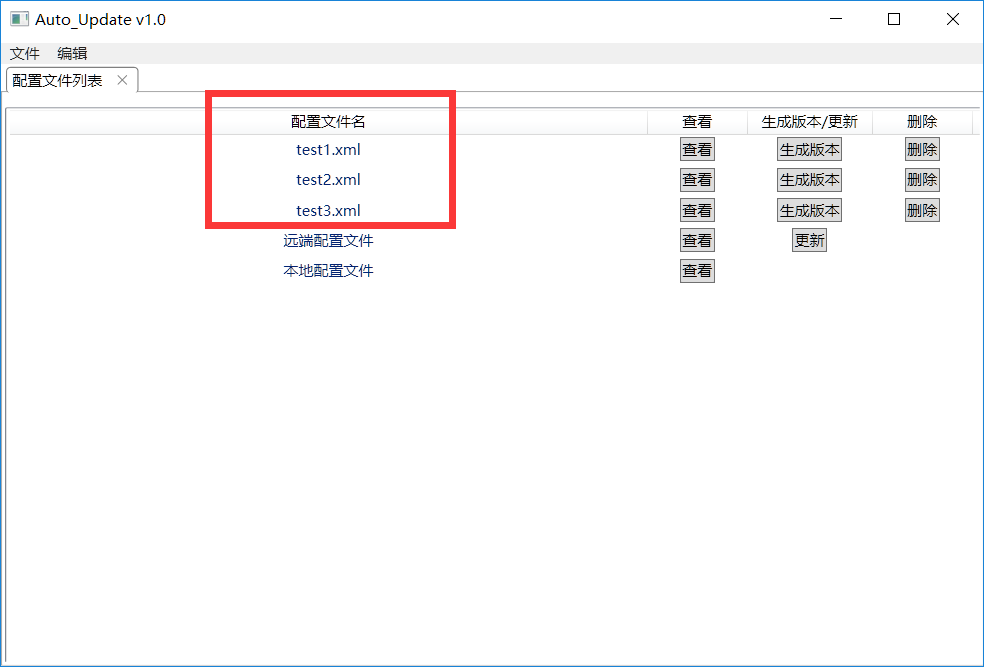 Auto_Update v1.0
文件 编辑
配置文件列表
配置文件名 查看 生成版本/更新 删除
test1.xml 查看 生成版本 删除
test2.xml 查看 生成版本 删除
test3.xml 查看 生成版本 删除
远端配置文件 查看 更新
本地配置文件 查看